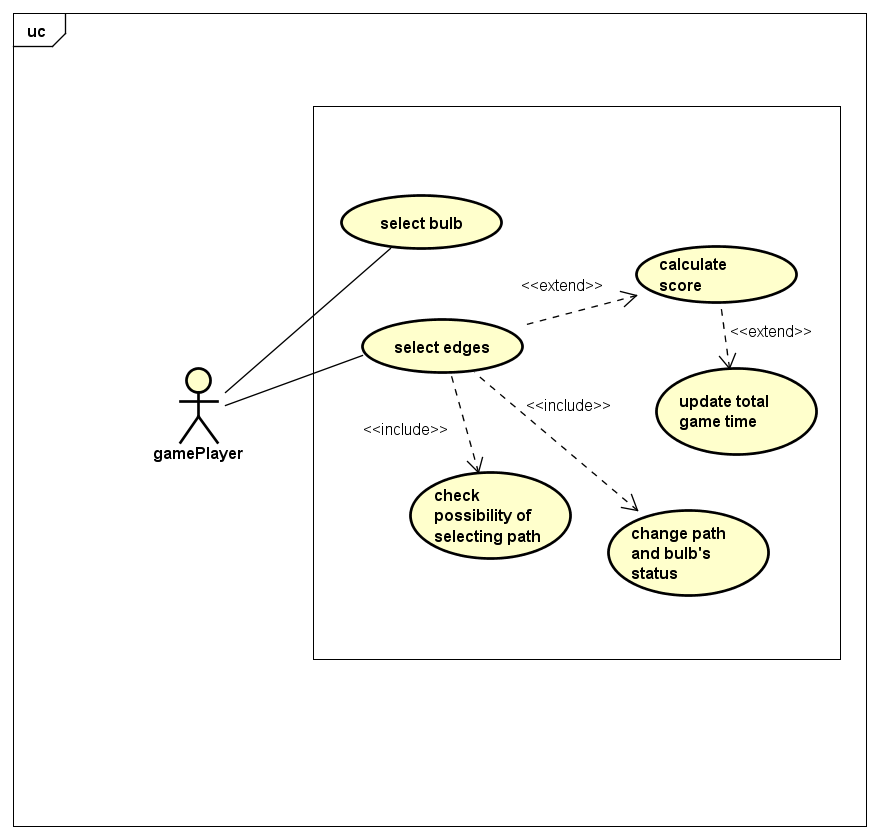 uc
select bulb
calculate
score
<<extend>>
<<extend>>
select edges
update total
game time
<<include>>
<<include>>
gamePlayer
check
possibility of
selecting path
change path
and bulb's
status